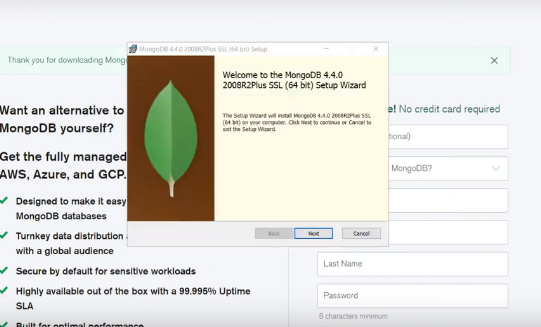 Thank you for downloading Mong
MongoDB 4.4.0 2008R2Plus SSL (64 bit) Setup
Welcome to the MongoDB 4.4.0
2008R2Plus SSL (64 bit) Setup Wizard
The Setup Wizard will install MongoDB 4.4.0 2008R2Plus SSL
(64 bit) on your computer. Click Next to continue or Cancel to
exit the Setup Wizard.
Back Next Cancel
Want an alternative to
MongoDB yourself?
Get the fully managed
AWS, Azure, and GCP.
Designed to make it easy
MongoDB databases
Turnkey data distribution
with a global audience
Secure by default for sensitive workloads
Highly available out of the box with a 99.995% Uptime
SLA
Built for optimal performance
e! No credit card required
tional)
MongoDB?
Last Name
Password
8 characters minimum